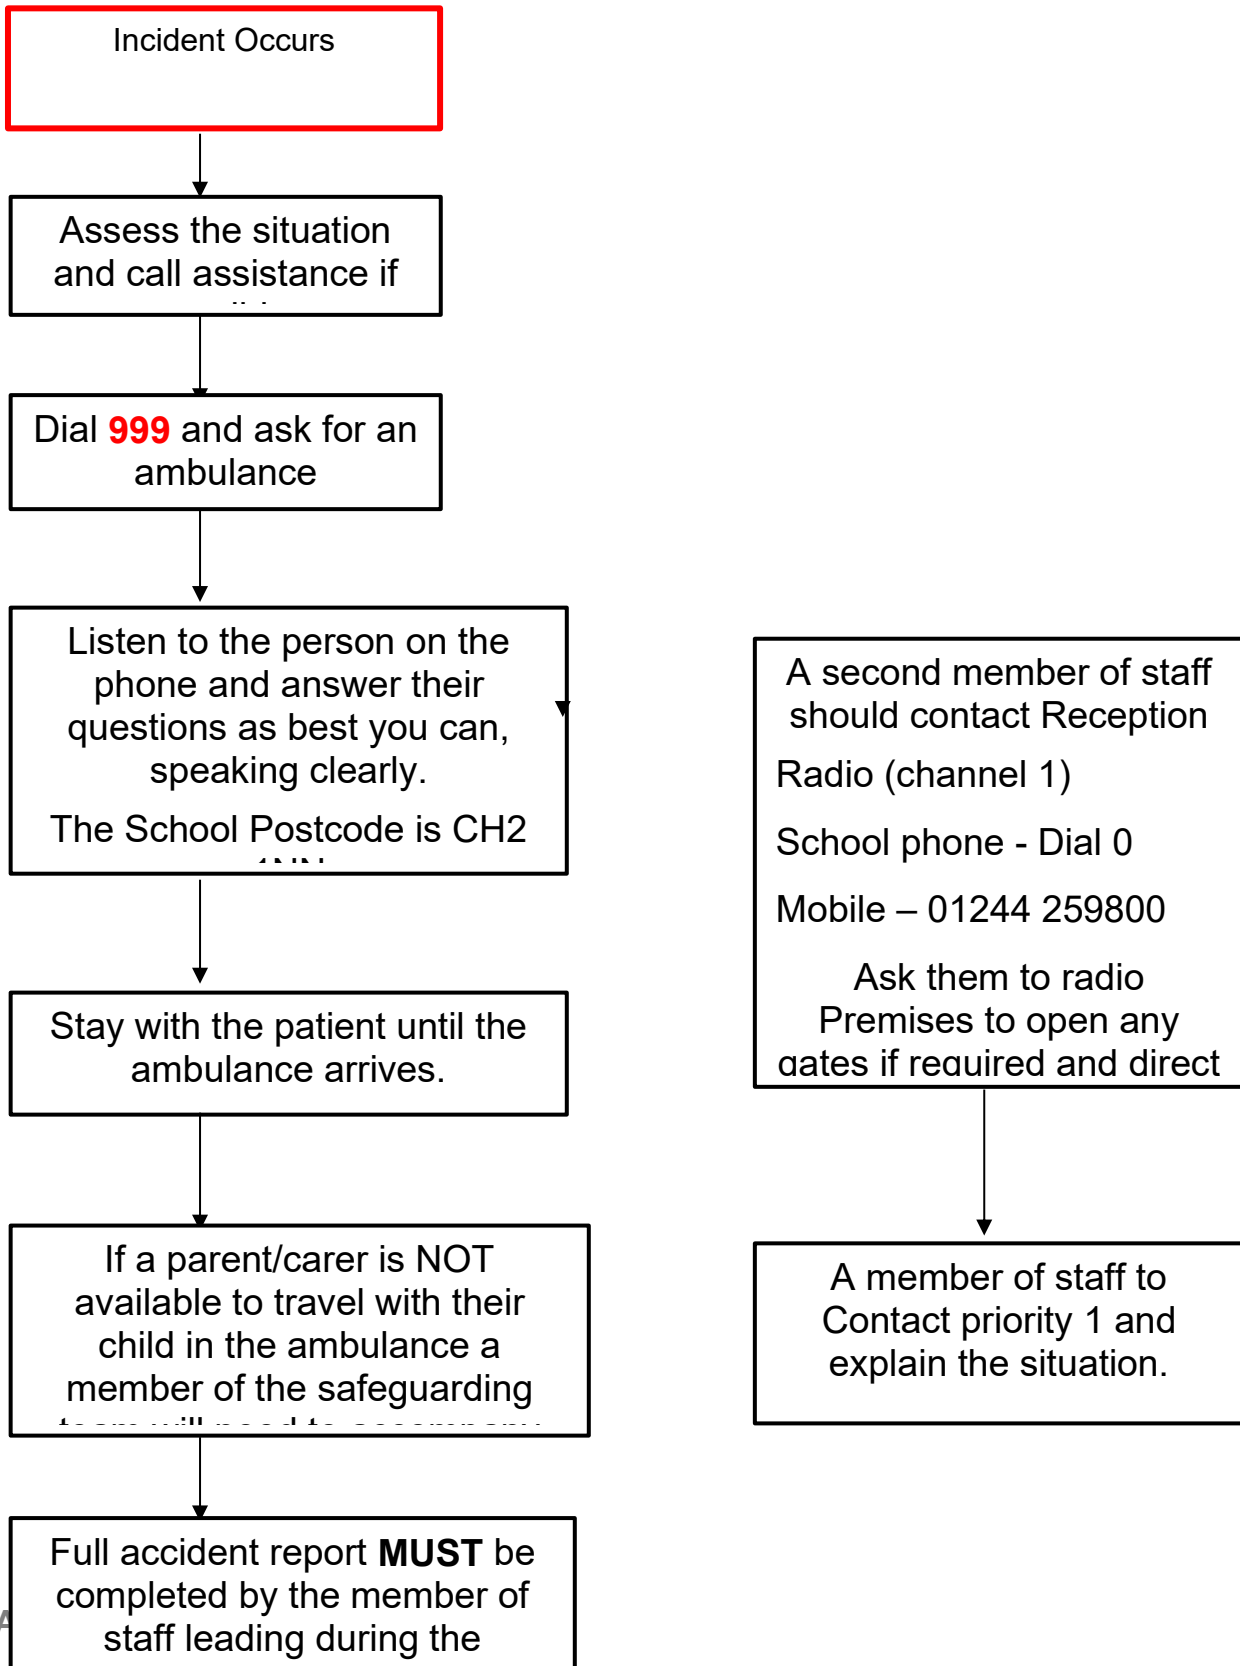 Incident Occurs
Assess the situation
and call assistance if
Dial 999 and ask for an
ambulance
Listen to the person on the
phone and answer their
questions as best you can,
speaking clearly.
The School Postcode is CH2
Stay with the patient until the
ambulance arrives.
If a parent/carer is NOT
available to travel with their
child in the ambulance a
member of the safeguarding
team will need to accompany
Full accident report MUST be
completed by the member of
staff leading during the
A second member of staff
should contact Reception
Radio (channel 1)
School phone - Dial 0
Mobile – 01244 259800
Ask them to radio
Premises to open any
gates if required and direct
A member of staff to
Contact priority 1 and
explain the situation.